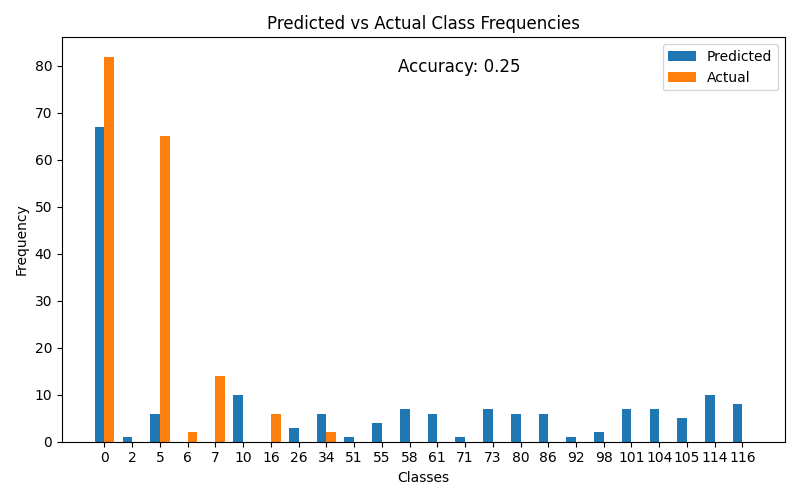 Predicted vs Actual Class Frequencies
Accuracy: 0.25
Predicted
Actual
80
70
60
50
40
30
20
10
0
Frequency
0 2 5 6 7 10 16 26 34 51 55 58 61 71 73 80 86 92 98 101 104 105 114 116
Classes